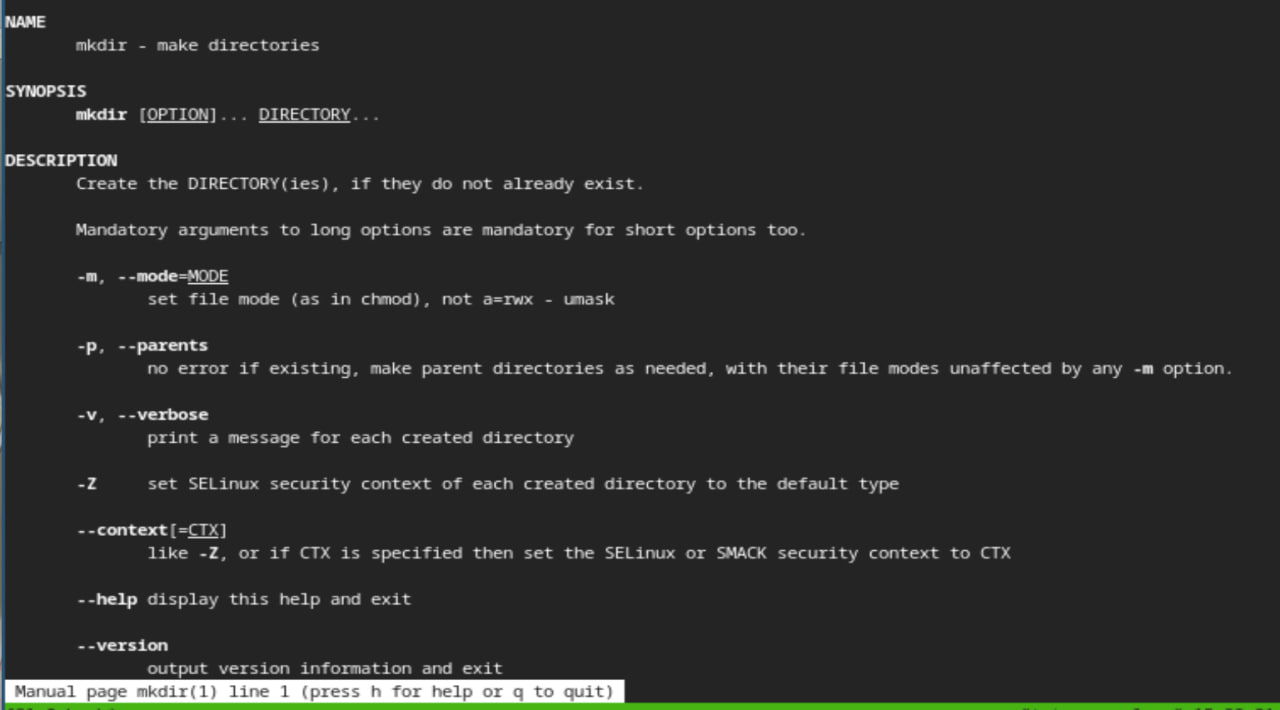 NAME
mkdir - make directories
SYNOPSIS
mkdir [OPTION]... DIRECTORY...
DESCRIPTION
Create the DIRECTORY(ies), if they do not already exist.
Mandatory arguments to long options are mandatory for short options too.
-m, --mode=MODE
set file mode (as in chmod), not a=rwx - umask
-p, --parents
no error if existing, make parent directories as needed, with their file modes unaffected by any -m option.
-v, --verbose
print a message for each created directory
-Z set SELinux security context of each created directory to the default type
--context[=CTX]
like -Z, or if CTX is specified then set the SELinux or SMACK security context to CTX
--help display this help and exit
--version
output version information and exit
Manual page mkdir(1) line 1 (press h for help or q to quit)